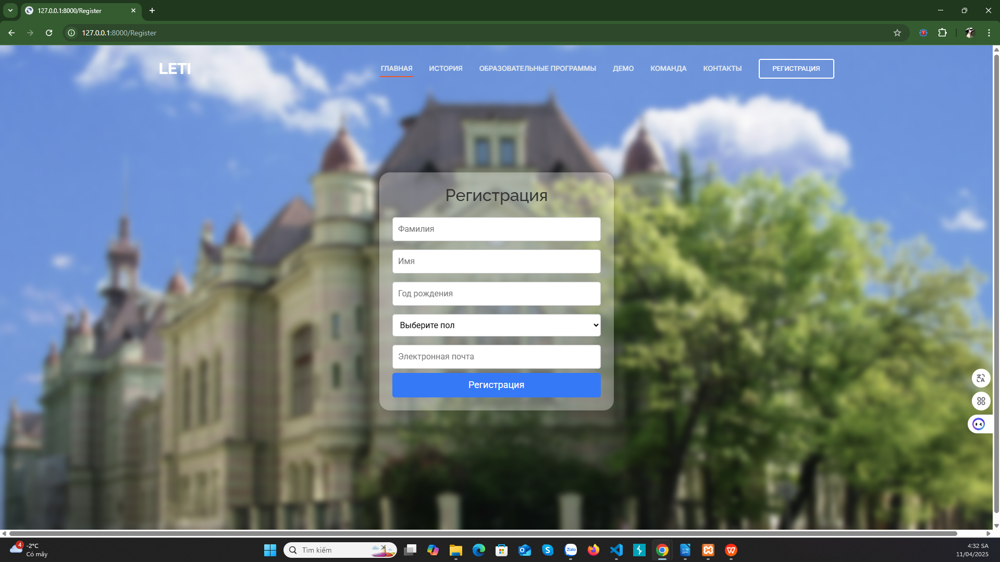 127.0.0.1:8000/Register
127.0.0.1:8000/Register
LETI
ГЛАВНАЯ
ИСТОРИЯ
ОБРАЗОВАТЕЛЬНЫЕ ПРОГРАММЫ
ДЕМО
КОМАНДА
КОНТАКТЫ
РЕГИСТРАЦИЯ
Регистрация
Фамилия
Имя
Год рождения
Выберите пол
Электронная почта
Регистрация
4
-2°C
Có mây
Tìm kiếm
Zalo
4:32 SA
11/04/2025